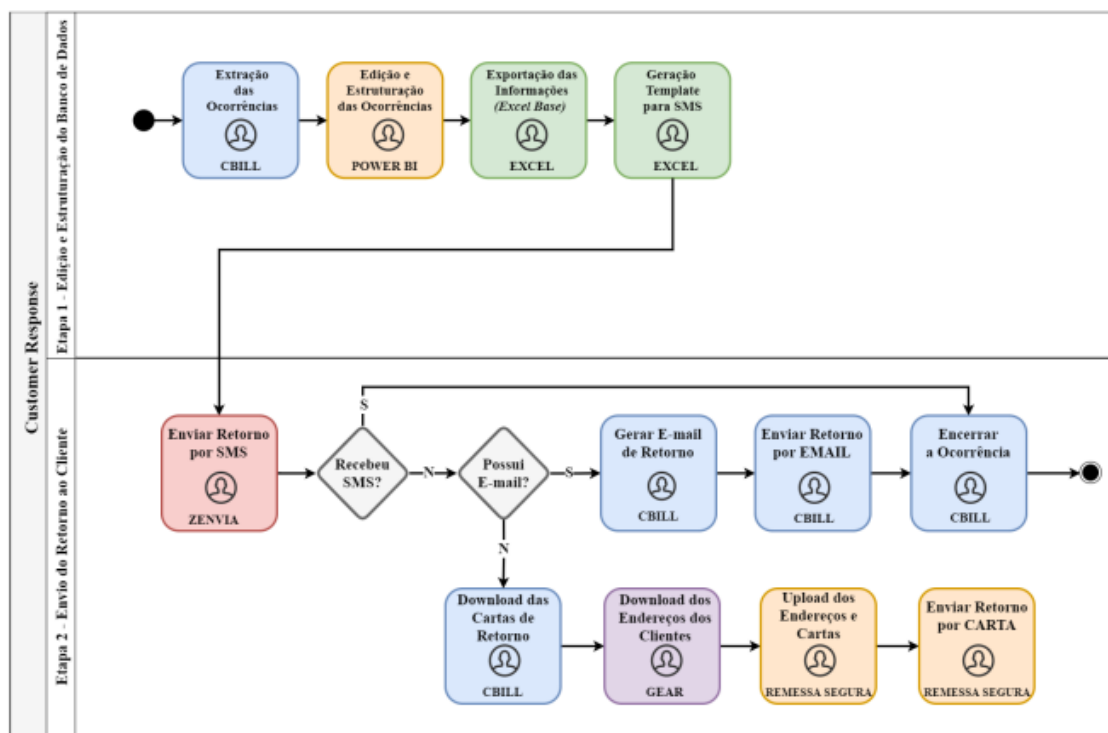 Customer Response
Etapa 1 - Edição e Estruturação do Banco de Dados
Extração
das
Ocorrências
CBILL
Edição e
Estruturação
das Ocorrências
POWER BI
Exportação das
Informações
(Excel Base)
EXCEL
Geração
Template
para SMS
EXCEL
Etapa 2 - Envio do Retorno ao Cliente
Enviar Retorno
por SMS
ZENVIA
Recebeu
SMS?
S
N
Possui
E-mail?
S
N
Gerar E-mail
de Retorno
CBILL
Enviar Retorno
por EMAIL
CBILL
Encerrar
a Ocorrência
CBILL
Download das
Cartas de
Retorno
CBILL
Download dos
Endereços dos
Clientes
GEAR
Upload dos
Endereços e
Cartas
REMESSA SEGURA
Enviar Retorno
por CARTA
REMESSA SEGURA